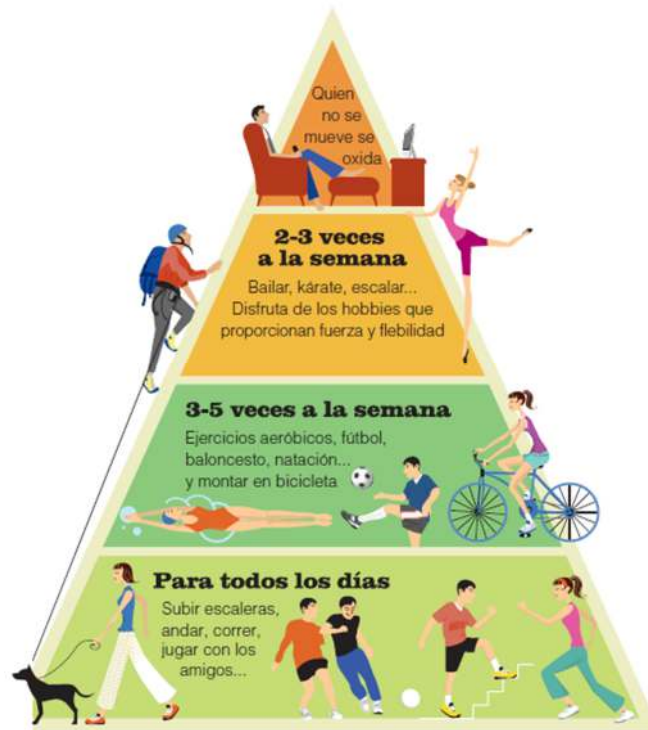 Quien
no se
mueve se
oxida
2-3 veces
a la semana
Bailar, kárate, escalar...
Disfruta de los hobbies que
proporcionan fuerza y flebilidad
3-5 veces a la semana
Ejercicios aeróbicos, fútbol,
baloncesto, natación...
y montar en bicicleta
Para todos los días
Subir escaleras,
andar, correr,
jugar con los
amigos...